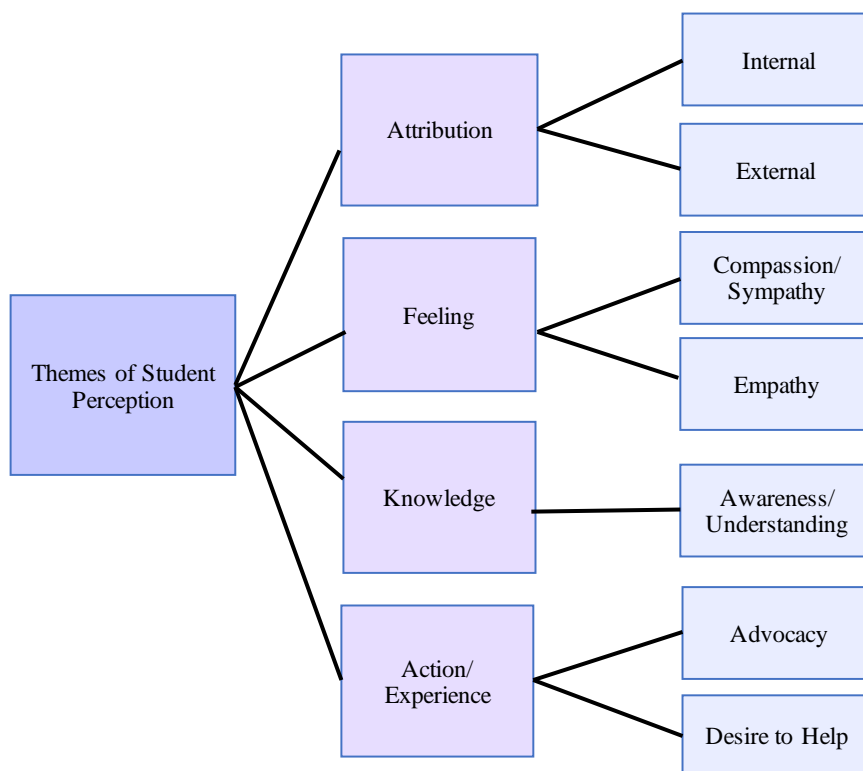 Themes of Student
Perception
Attribution
Internal
External
Feeling
Compassion/
Sympathy
Empathy
Knowledge
Awareness/
Understanding
Action/
Experience
Advocacy
Desire to Help